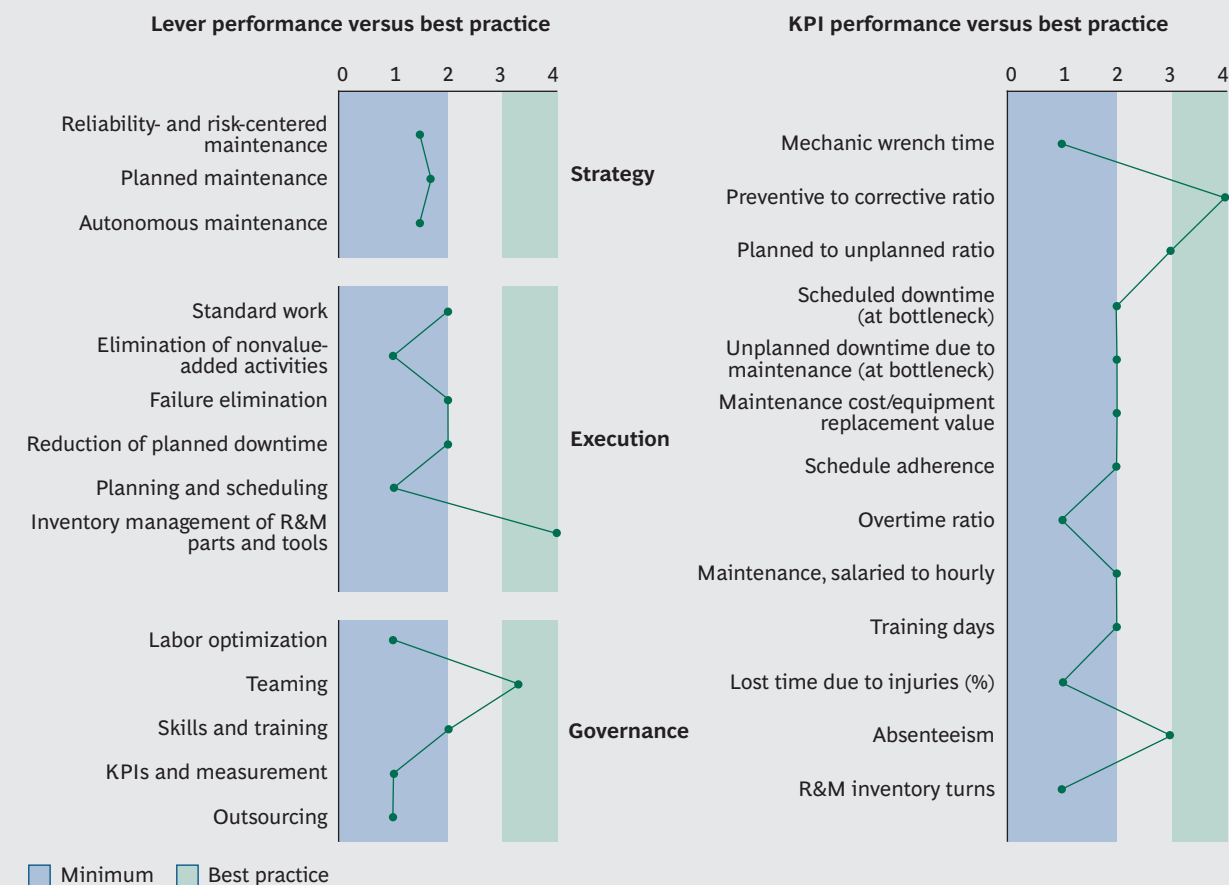 Lever performance versus best practice
0 1 2 3 4
Reliability- and risk-centered
maintenance
Planned maintenance
Autonomous maintenance
Strategy
Standard work
Elimination of nonvalue-
added activities
Failure elimination
Reduction of planned downtime
Planning and scheduling
Inventory management of R&M
parts and tools
Execution
Labor optimization
Teaming
Skills and training
KPIs and measurement
Outsourcing
Governance
KPI performance versus best practice
0 1 2 3 4
Mechanic wrench time
Preventive to corrective ratio
Planned to unplanned ratio
Scheduled downtime
(at bottleneck)
Unplanned downtime due to
maintenance (at bottleneck)
Maintenance cost/equipment
replacement value
Schedule adherence
Overtime ratio
Maintenance, salaried to hourly
Training days
Lost time due to injuries (%)
Absenteeism
R&M inventory turns
Minimum
Best practice